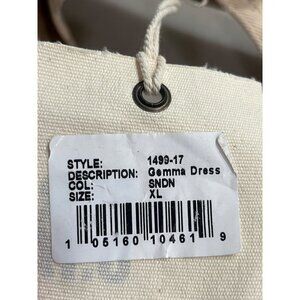 STYLE: 1499-17
DESCRIPTION: Gemma Dress
COL: SNDN
SIZE: XL
1 05160 10461 9